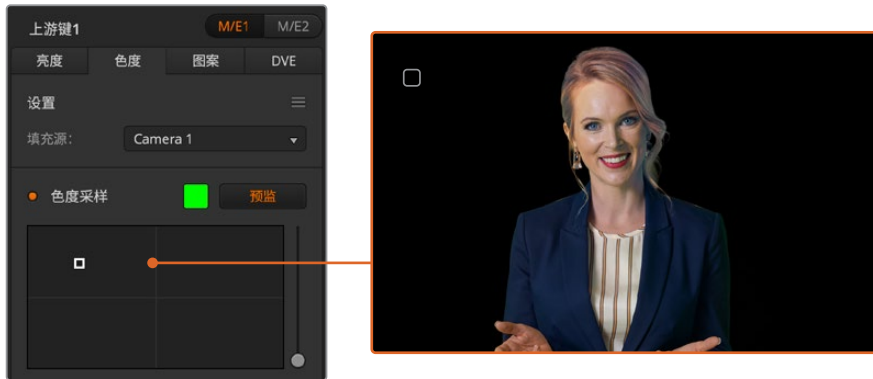 上游键1
M/E1 M/E2
亮度 色度 图案 DVE
设置
填充源: Camera 1
色度采样 预监